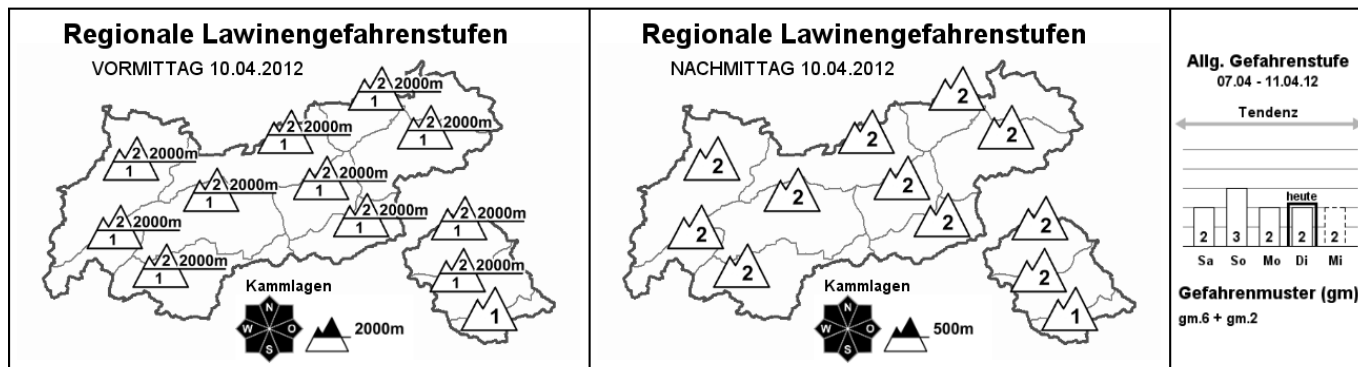 Regionale Lawinengefahrenstufen
VORMITTAG 10.04.2012
2 2000m
1
2 2000m
1
2 2000m
1
2 2000m
1
2 2000m
1
2 2000m
1
2 2000m
1
2 2000m
1
2 2000m
1
2 2000m
1
2 2000m
1
1
Kammlagen
N
W O
S
2000m
Regionale Lawinengefahrenstufen
NACHMITTAG 10.04.2012
2
2
2
2
2
2
2
2
2
2
2
1
Kammlagen
N
W O
S
500m
Allg. Gefahrenstufe
07.04 - 11.04.12
Tendenz
heute
2 3 2 2 2
Sa So Mo Di Mi
Gefahrenmuster (gm)
gm.6 + gm.2